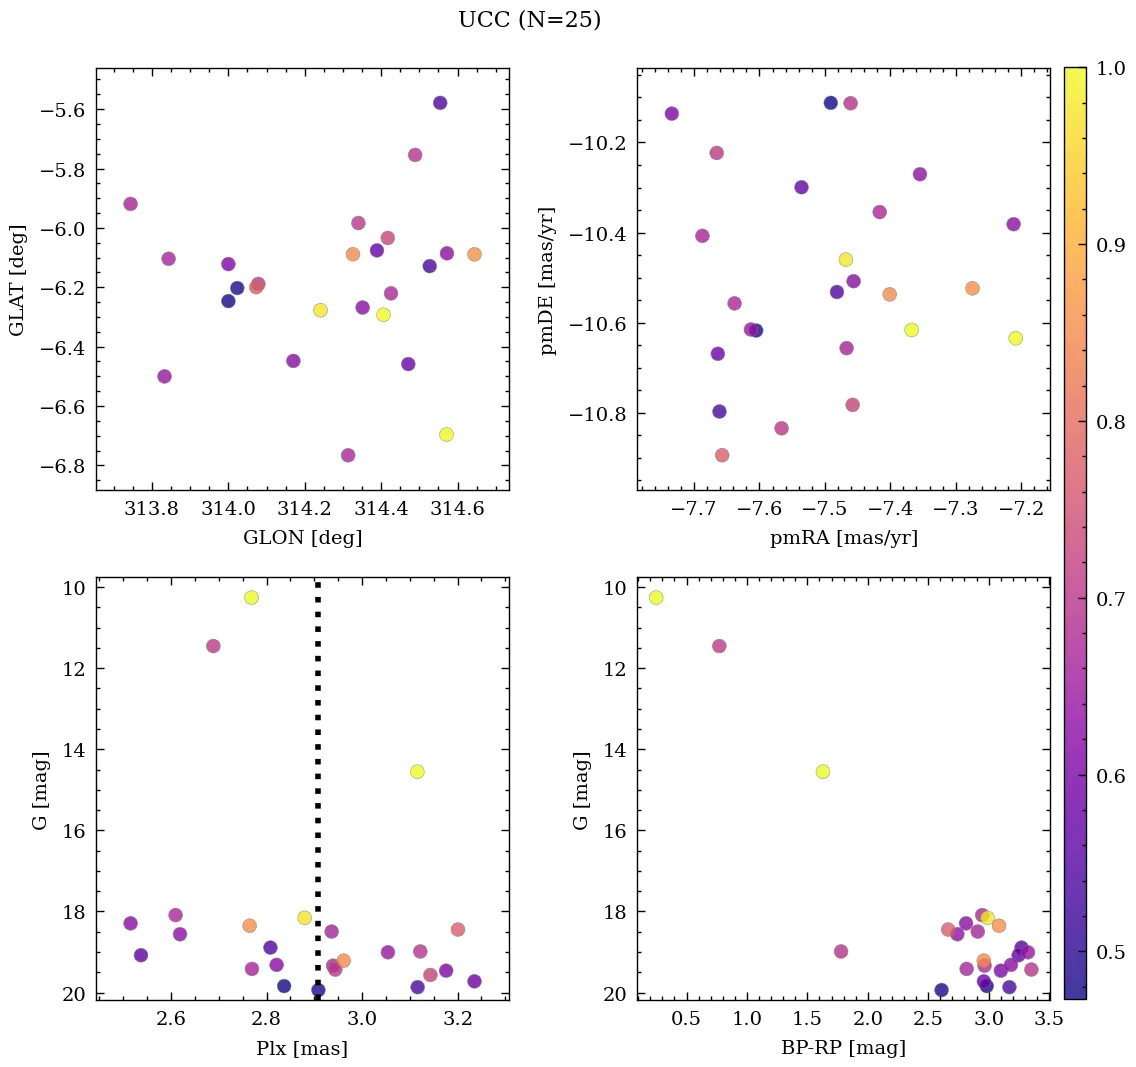 UCC (N=25)
−5.6
−5.8
−6.0
−6.2
−6.4
−6.6
−6.8
GLAT [deg]
313.8 314.0 314.2 314.4 314.6
GLON [deg]
−10.2
−10.4
−10.6
−10.8
pmDE [mas/yr]
−7.7 −7.6 −7.5 −7.4 −7.3 −7.2
pmRA [mas/yr]
1.0
0.9
0.8
0.7
0.6
0.5
10
12
14
16
18
20
G [mag]
2.6 2.8 3.0 3.2
Plx [mas]
10
12
14
16
18
20
G [mag]
0.5 1.0 1.5 2.0 2.5 3.0 3.5
BP-RP [mag]